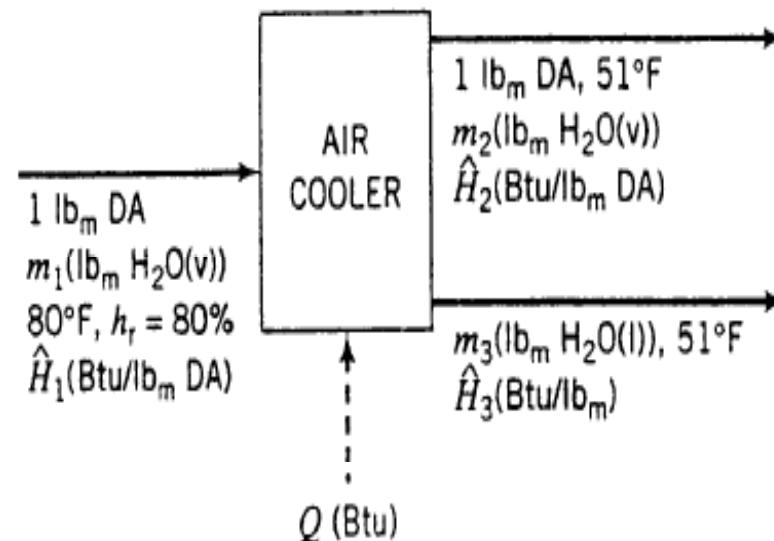 AIR
COOLER
1 lbₘ DA
m₁(lbₘ H₂O(v))
80°F, hᵣ = 80%
Ĥ₁(Btu/lbₘ DA)
1 lbₘ DA, 51°F
m₂(lbₘ H₂O(v))
Ĥ₂(Btu/lbₘ DA)
m₃(lbₘ H₂O(l)), 51°F
Ĥ₃(Btu/lbₘ)
Q (Btu)